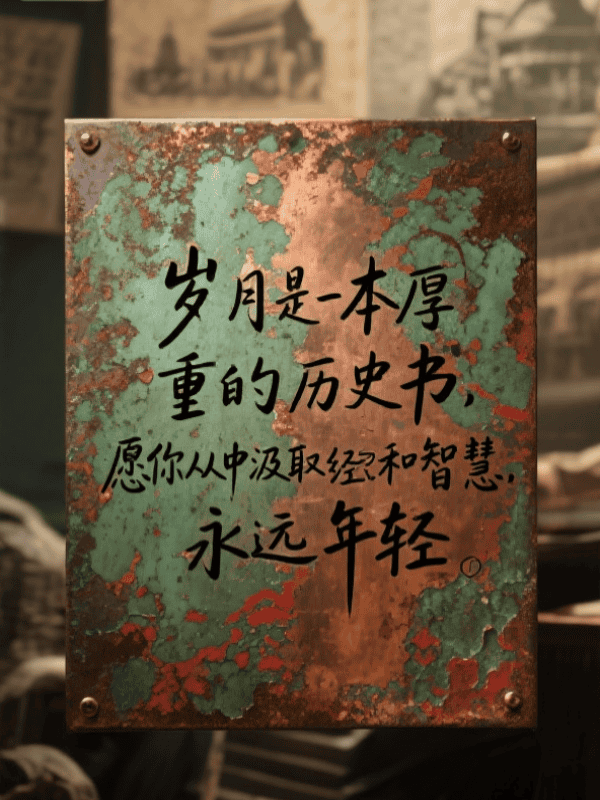 岁月是一本厚
重的历史书，
愿你从中汲取经和智慧，
永远年轻。